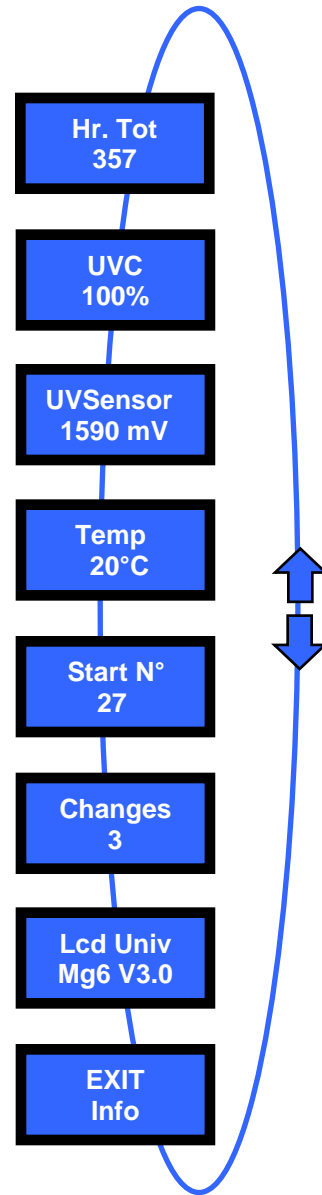 Hr. Tot
357
UVC
100%
UVSensor
1590 mV
Temp
20°C
Start N°
27
Changes
3
Lcd Univ
Mg6 V3.0
EXIT
Info